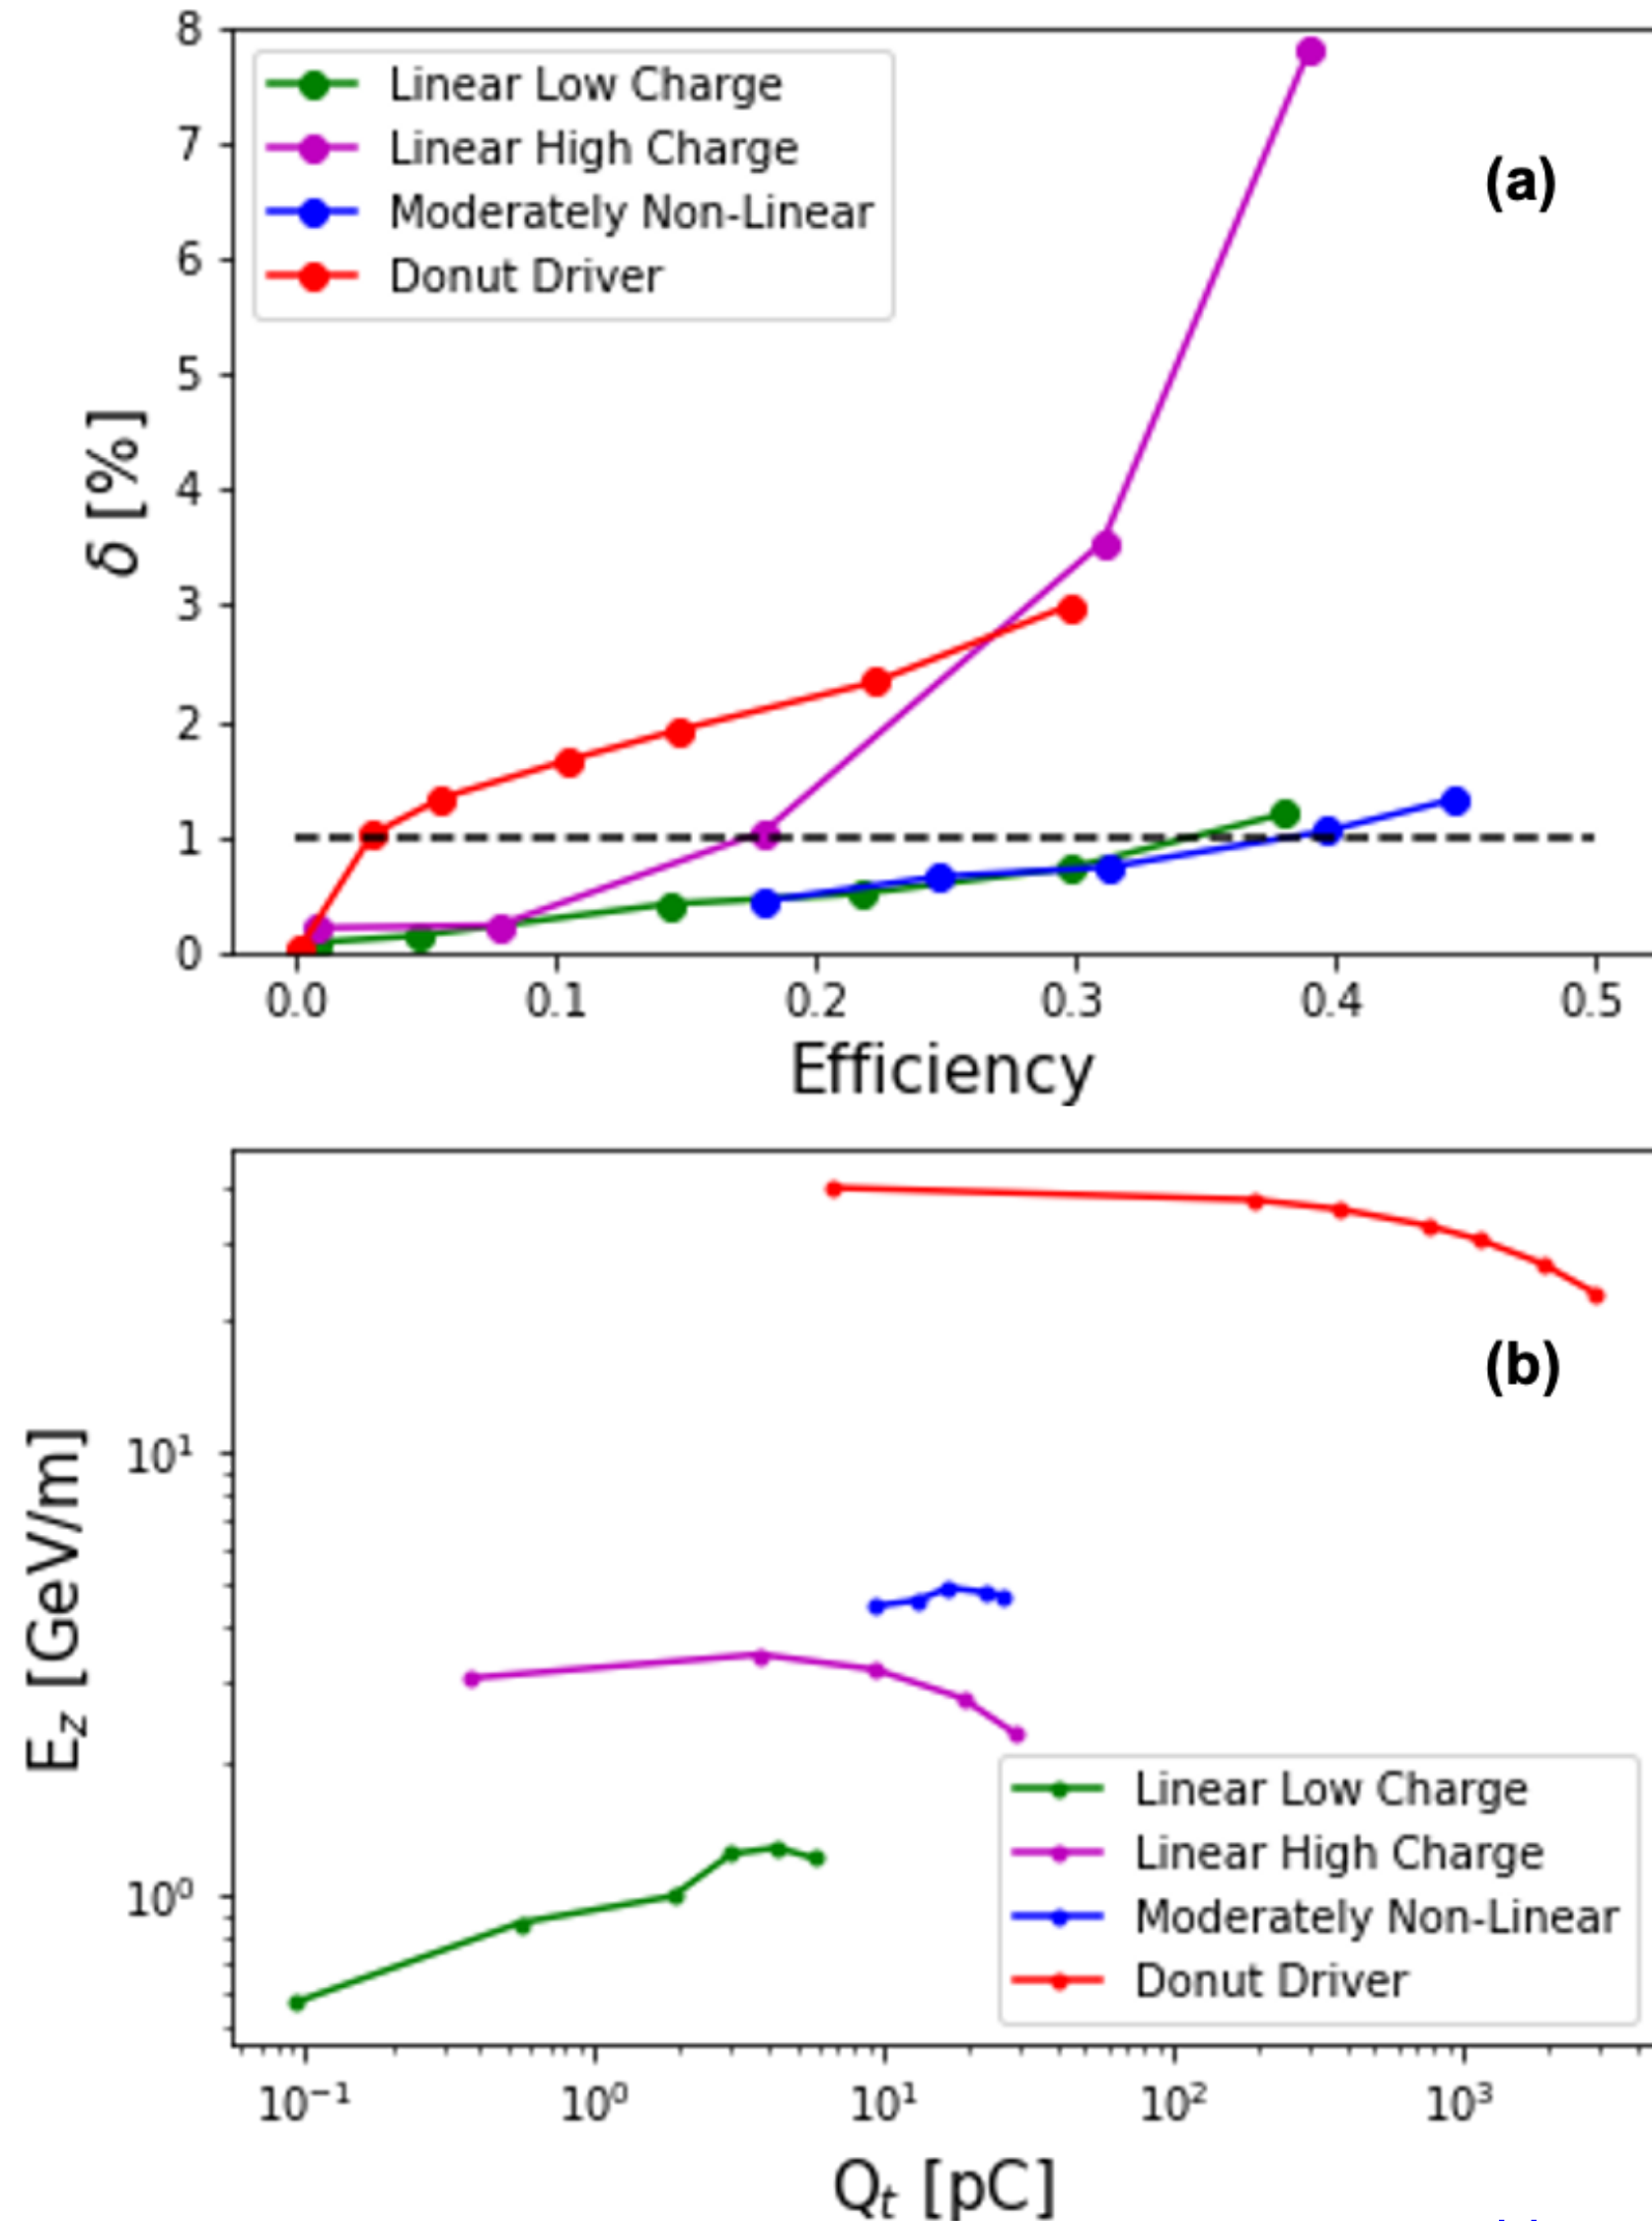 8
Linear Low Charge
Linear High Charge
Moderately Non-Linear
Donut Driver
(a)
7
6
5
4
3
2
1
0
δ [%]
0.0 0.1 0.2 0.3 0.4 0.5
Efficiency
(b)
10¹
10⁰
E_z [GeV/m]
Linear Low Charge
Linear High Charge
Moderately Non-Linear
Donut Driver
10⁻¹ 10⁰ 10¹ 10² 10³
Q_t [pC]